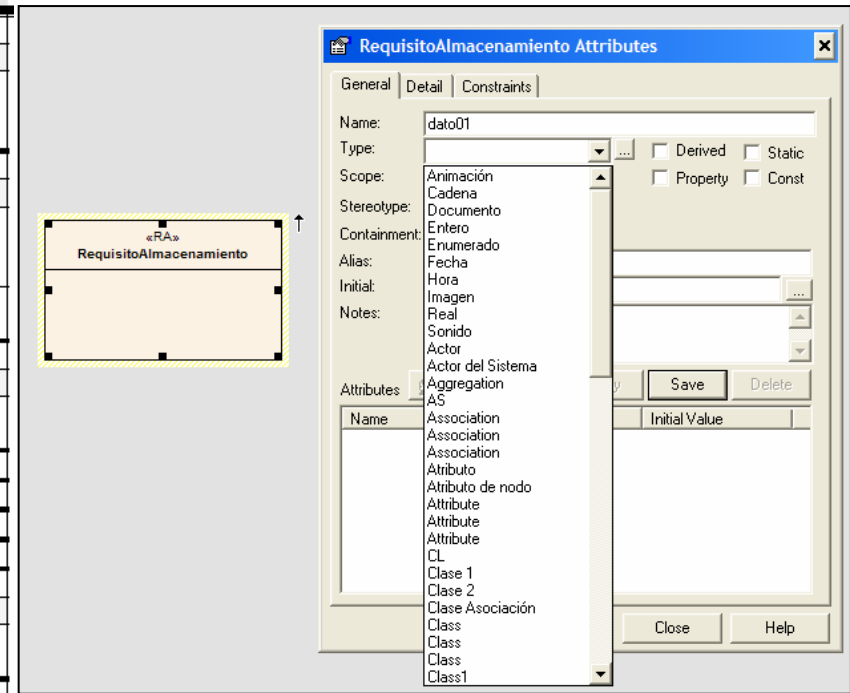 RequisitoAlmacenamiento Attributes
General Detail Constraints
Name: dato01
Type: ... Derived Static
Scope: Property Const
Stereotype:
Containment:
Alias:
Initial: ...
Notes:
Animación
Cadena
Documento
Entero
Enumerado
Fecha
Hora
Imagen
Real
Sonido
Actor
Actor del Sistema
Aggregation
AS
Association
Association
Association
Atributo
Atributo de nodo
Attribute
Attribute
Attribute
CL
Clase 1
Clase 2
Clase Asociación
Class
Class
Class
Class1
Attributes Save Delete
Name Initial Value
Close Help
«RA»
RequisitoAlmacenamiento